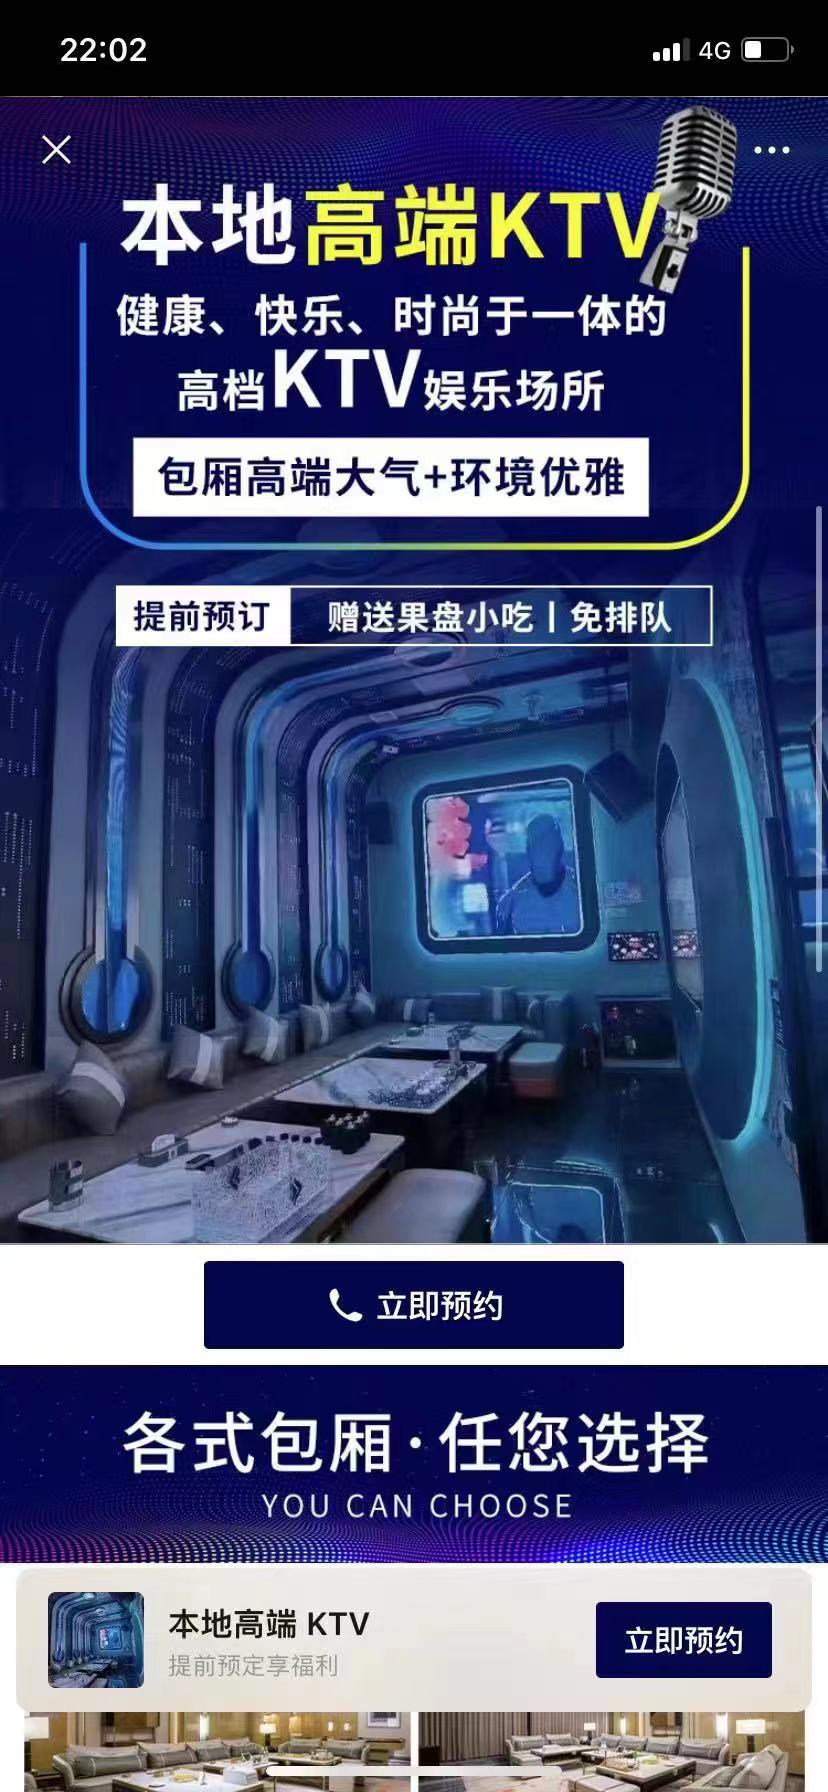 22:02
4G
本地高端KTV
健康、快乐、时尚于一体的
高档KTV娱乐场所
包厢高端大气+环境优雅
提前预订 赠送果盘小吃丨免排队
立即预约
各式包厢·任您选择
YOU CAN CHOOSE
本地高端 KTV
提前预定享福利
立即预约